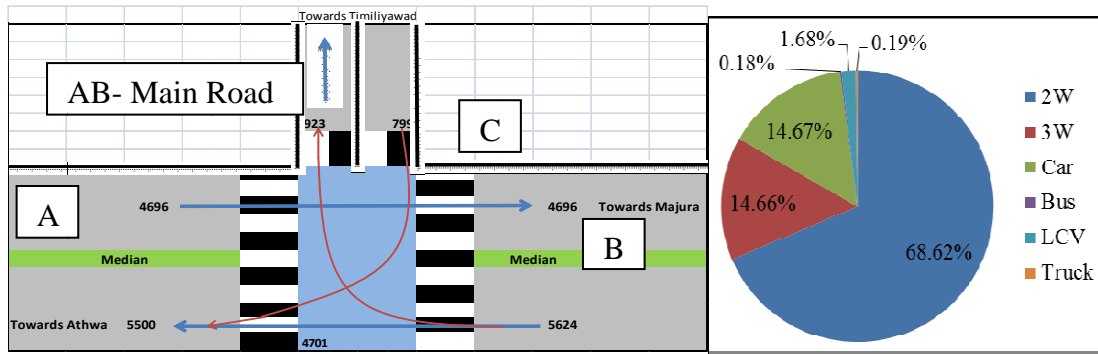 Towards Timiliyawad
AB- Main Road
923
799
C
A
4696
4696 Towards Majura
B
Median
Median
Towards Athwa 5500
5624
4701
1.68%
0.19%
0.18%
14.67%
14.66%
68.62%
2W
3W
Car
Bus
LCV
Truck